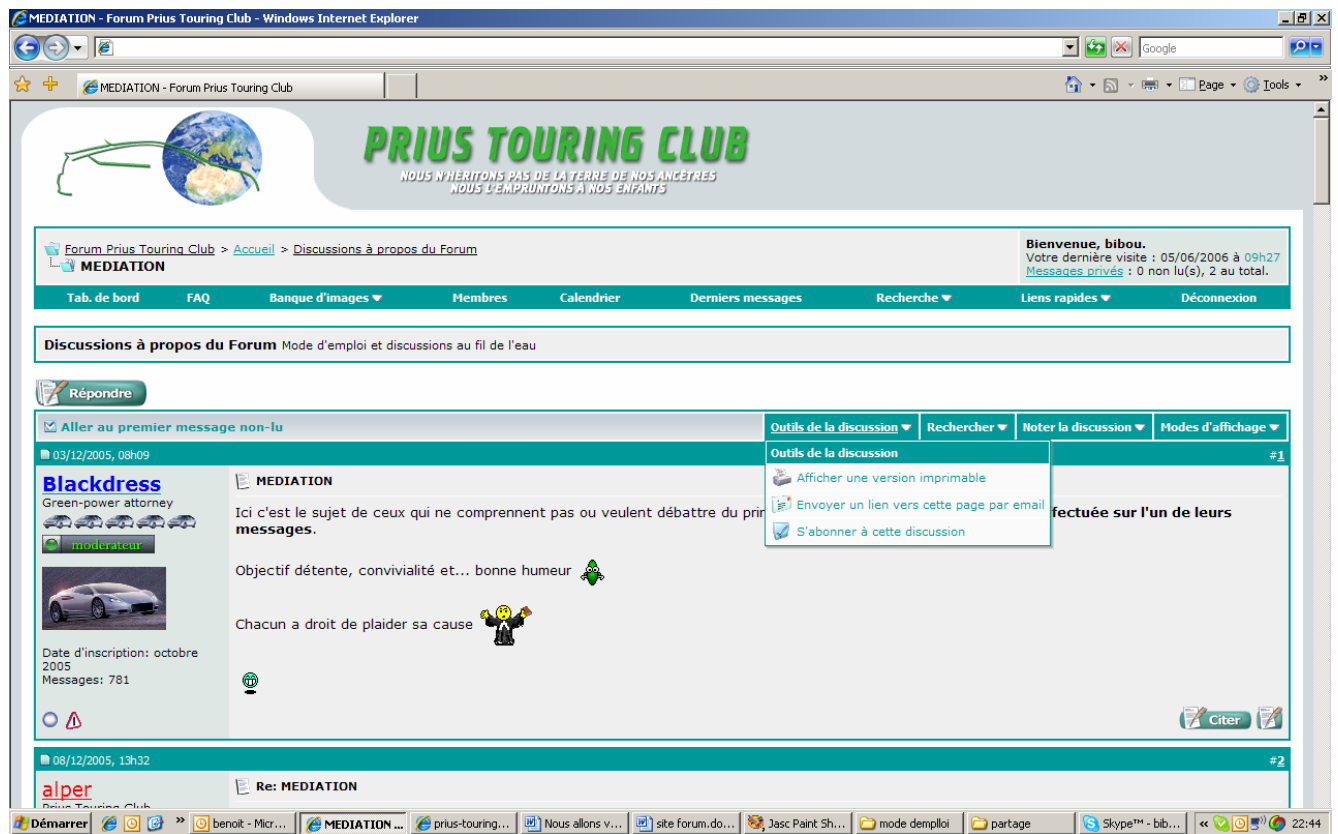 MEDIATION - Forum Prius Touring Club - Windows Internet Explorer
Google
MEDIATION - Forum Prius Touring Club
Page
Tools
PRIUS TOURING CLUB
NOUS N'HÉRITONS PAS DE LA TERRE DE NOS ANCÊTRES
NOUS L'EMPRUNTONS A NOS ENFANTS
Forum Prius Touring Club > Accueil > Discussions à propos du Forum
MEDIATION
Bienvenue, bibou.
Votre dernière visite : 05/06/2006 à 09h27
Messages privés : 0 non lu(s), 2 au total.
Tab. de bord FAQ Banque d'images Membres Calendrier Derniers messages Recherche Liens rapides Déconnexion
Discussions à propos du Forum Mode d'emploi et discussions au fil de l'eau
Répondre
Aller au premier message non-lu
Outils de la discussion Rechercher Noter la discussion Modes d'affichage
Outils de la discussion
Afficher une version imprimable
Envoyer un lien vers cette page par email
S'abonner à cette discussion
03/12/2005, 08h09 #1
Blackdress
Green-power attorney
moderateur
Date d'inscription: octobre
2005
Messages: 781
MEDIATION
Ici c'est le sujet de ceux qui ne comprennent pas ou veulent débattre du prin fectuée sur l'un de leurs
messages.
Objectif détente, convivialité et... bonne humeur
Chacun a droit de plaider sa cause
Citer
08/12/2005, 13h32 #2
alper
Prius Touring Club
Re: MEDIATION
Démarrer » benoit - Micr... MEDIATION ... prius-touring... Nous allons v... site forum.do... Jasc Paint Sh... mode demploi partage Skype™ - bib... « 22:44